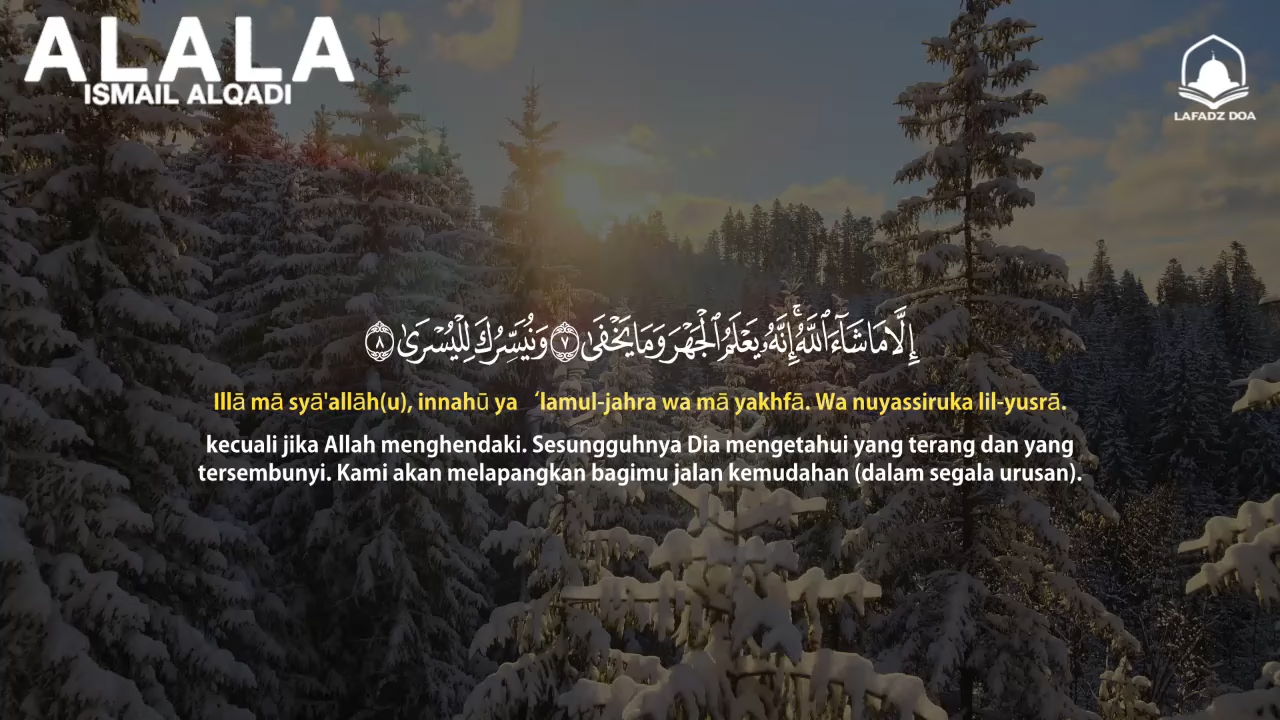 ALALA
ISMAIL ALQADI
LAFADZ DOA
إِلَّا مَا شَآءَ ٱللَّهُ ۚ إِنَّهُۥ يَعْلَمُ ٱلْجَهْرَ وَمَا يَخْفَىٰ ٧ وَنُيَسِّرُكَ لِلْيُسْرَىٰ ٨
Illā mā syā'allāh(u), innahū ya ‘lamul-jahra wa mā yakhfā. Wa nuyassiruka lil-yusrā.
kecuali jika Allah menghendaki. Sesungguhnya Dia mengetahui yang terang dan yang
tersembunyi. Kami akan melapangkan bagimu jalan kemudahan (dalam segala urusan).